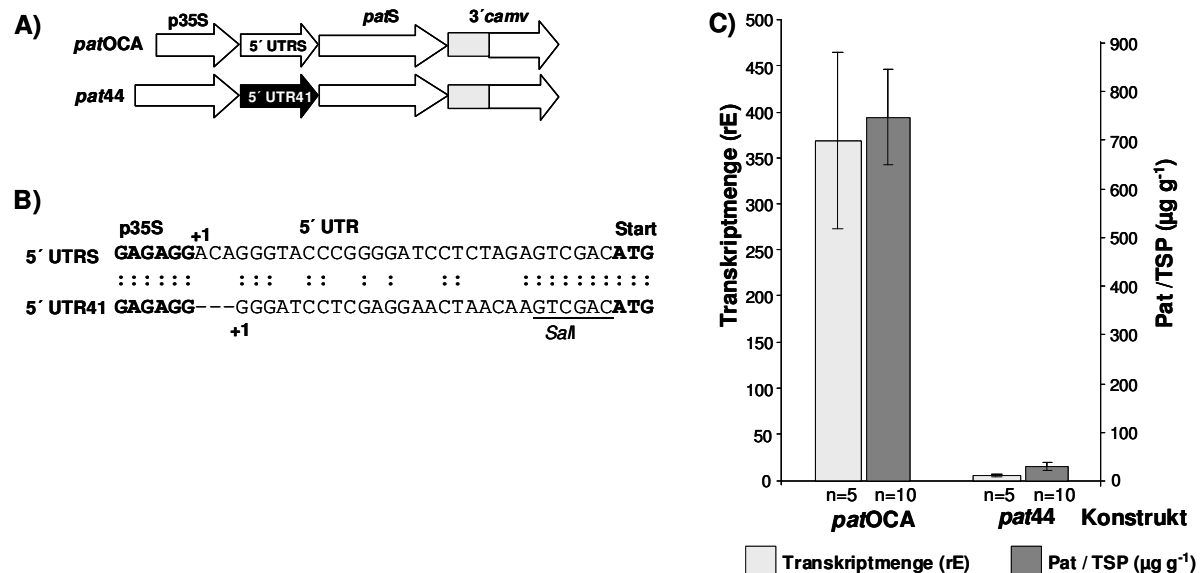 A)
p35S patS 3´camv
patOCA 5´ UTRS
pat44 5´ UTR41
B)
p35S +1 5´ UTR Start
5´ UTRS GAGAGGACAGGGTACCCGGGGATCCTCTAGAGTCGACATG
: : : : : : : : : : : : : : : : : : : : : : : : :
5´ UTR41 GAGAGG---GGGATCCTCGAGGAACTAACAAGTCGACATG
+1 SalI
C)
Transkriptmenge (rE)
500
450
400
350
300
250
200
150
100
50
0
Pat /TSP (µg g-1)
900
800
700
600
500
400
300
200
100
0
n=5 n=10 n=5 n=10
patOCA pat44 Konstrukt
Transkriptmenge (rE) Pat / TSP (µg g-1)